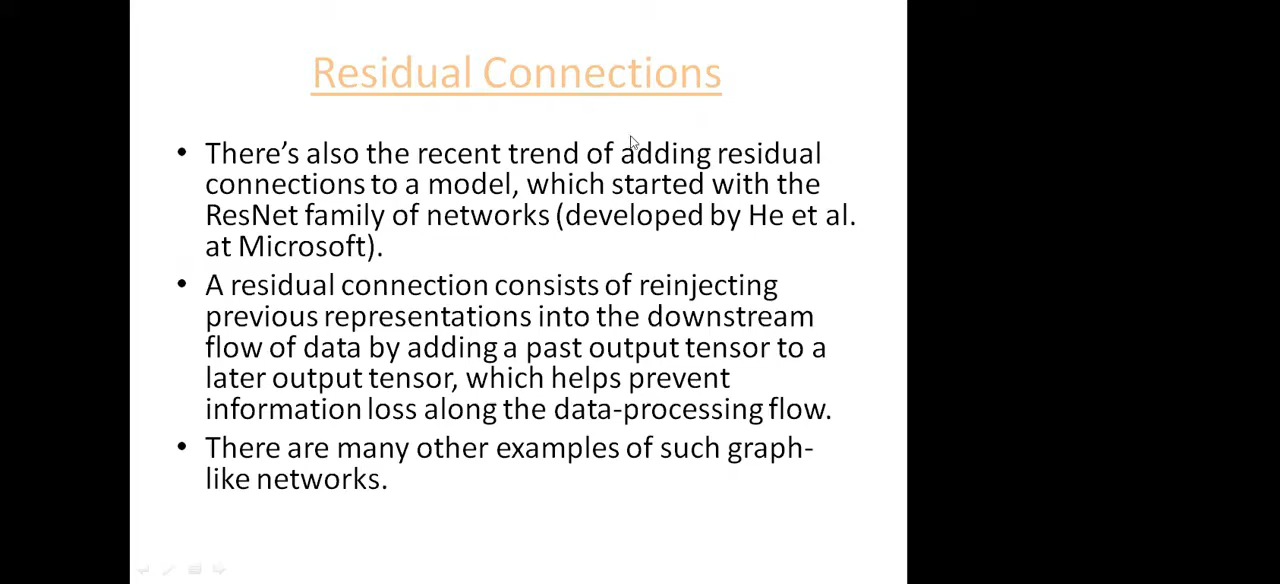 Residual Connections
• There’s also the recent trend of adding residual
connections to a model, which started with the
ResNet family of networks (developed by He et al.
at Microsoft).
• A residual connection consists of reinjecting
previous representations into the downstream
flow of data by adding a past output tensor to a
later output tensor, which helps prevent
information loss along the data-processing flow.
• There are many other examples of such graph-
like networks.